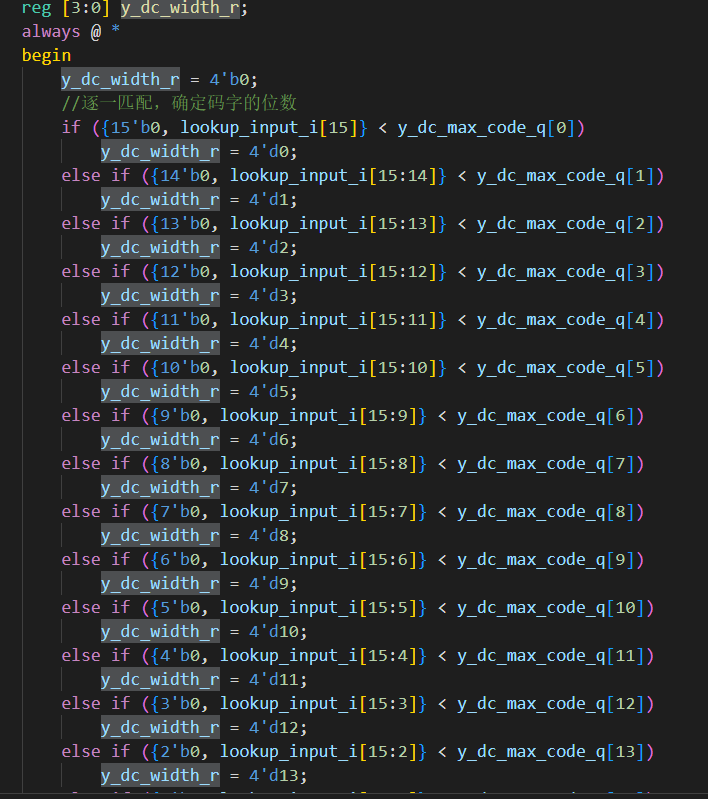 reg [3:0] y_dc_width_r;
always @ *
begin
y_dc_width_r = 4'b0;
//逐一匹配，确定码字的位数
if ({15'b0, lookup_input_i[15]} < y_dc_max_code_q[0])
y_dc_width_r = 4'd0;
else if ({14'b0, lookup_input_i[15:14]} < y_dc_max_code_q[1])
y_dc_width_r = 4'd1;
else if ({13'b0, lookup_input_i[15:13]} < y_dc_max_code_q[2])
y_dc_width_r = 4'd2;
else if ({12'b0, lookup_input_i[15:12]} < y_dc_max_code_q[3])
y_dc_width_r = 4'd3;
else if ({11'b0, lookup_input_i[15:11]} < y_dc_max_code_q[4])
y_dc_width_r = 4'd4;
else if ({10'b0, lookup_input_i[15:10]} < y_dc_max_code_q[5])
y_dc_width_r = 4'd5;
else if ({9'b0, lookup_input_i[15:9]} < y_dc_max_code_q[6])
y_dc_width_r = 4'd6;
else if ({8'b0, lookup_input_i[15:8]} < y_dc_max_code_q[7])
y_dc_width_r = 4'd7;
else if ({7'b0, lookup_input_i[15:7]} < y_dc_max_code_q[8])
y_dc_width_r = 4'd8;
else if ({6'b0, lookup_input_i[15:6]} < y_dc_max_code_q[9])
y_dc_width_r = 4'd9;
else if ({5'b0, lookup_input_i[15:5]} < y_dc_max_code_q[10])
y_dc_width_r = 4'd10;
else if ({4'b0, lookup_input_i[15:4]} < y_dc_max_code_q[11])
y_dc_width_r = 4'd11;
else if ({3'b0, lookup_input_i[15:3]} < y_dc_max_code_q[12])
y_dc_width_r = 4'd12;
else if ({2'b0, lookup_input_i[15:2]} < y_dc_max_code_q[13])
y_dc_width_r = 4'd13;